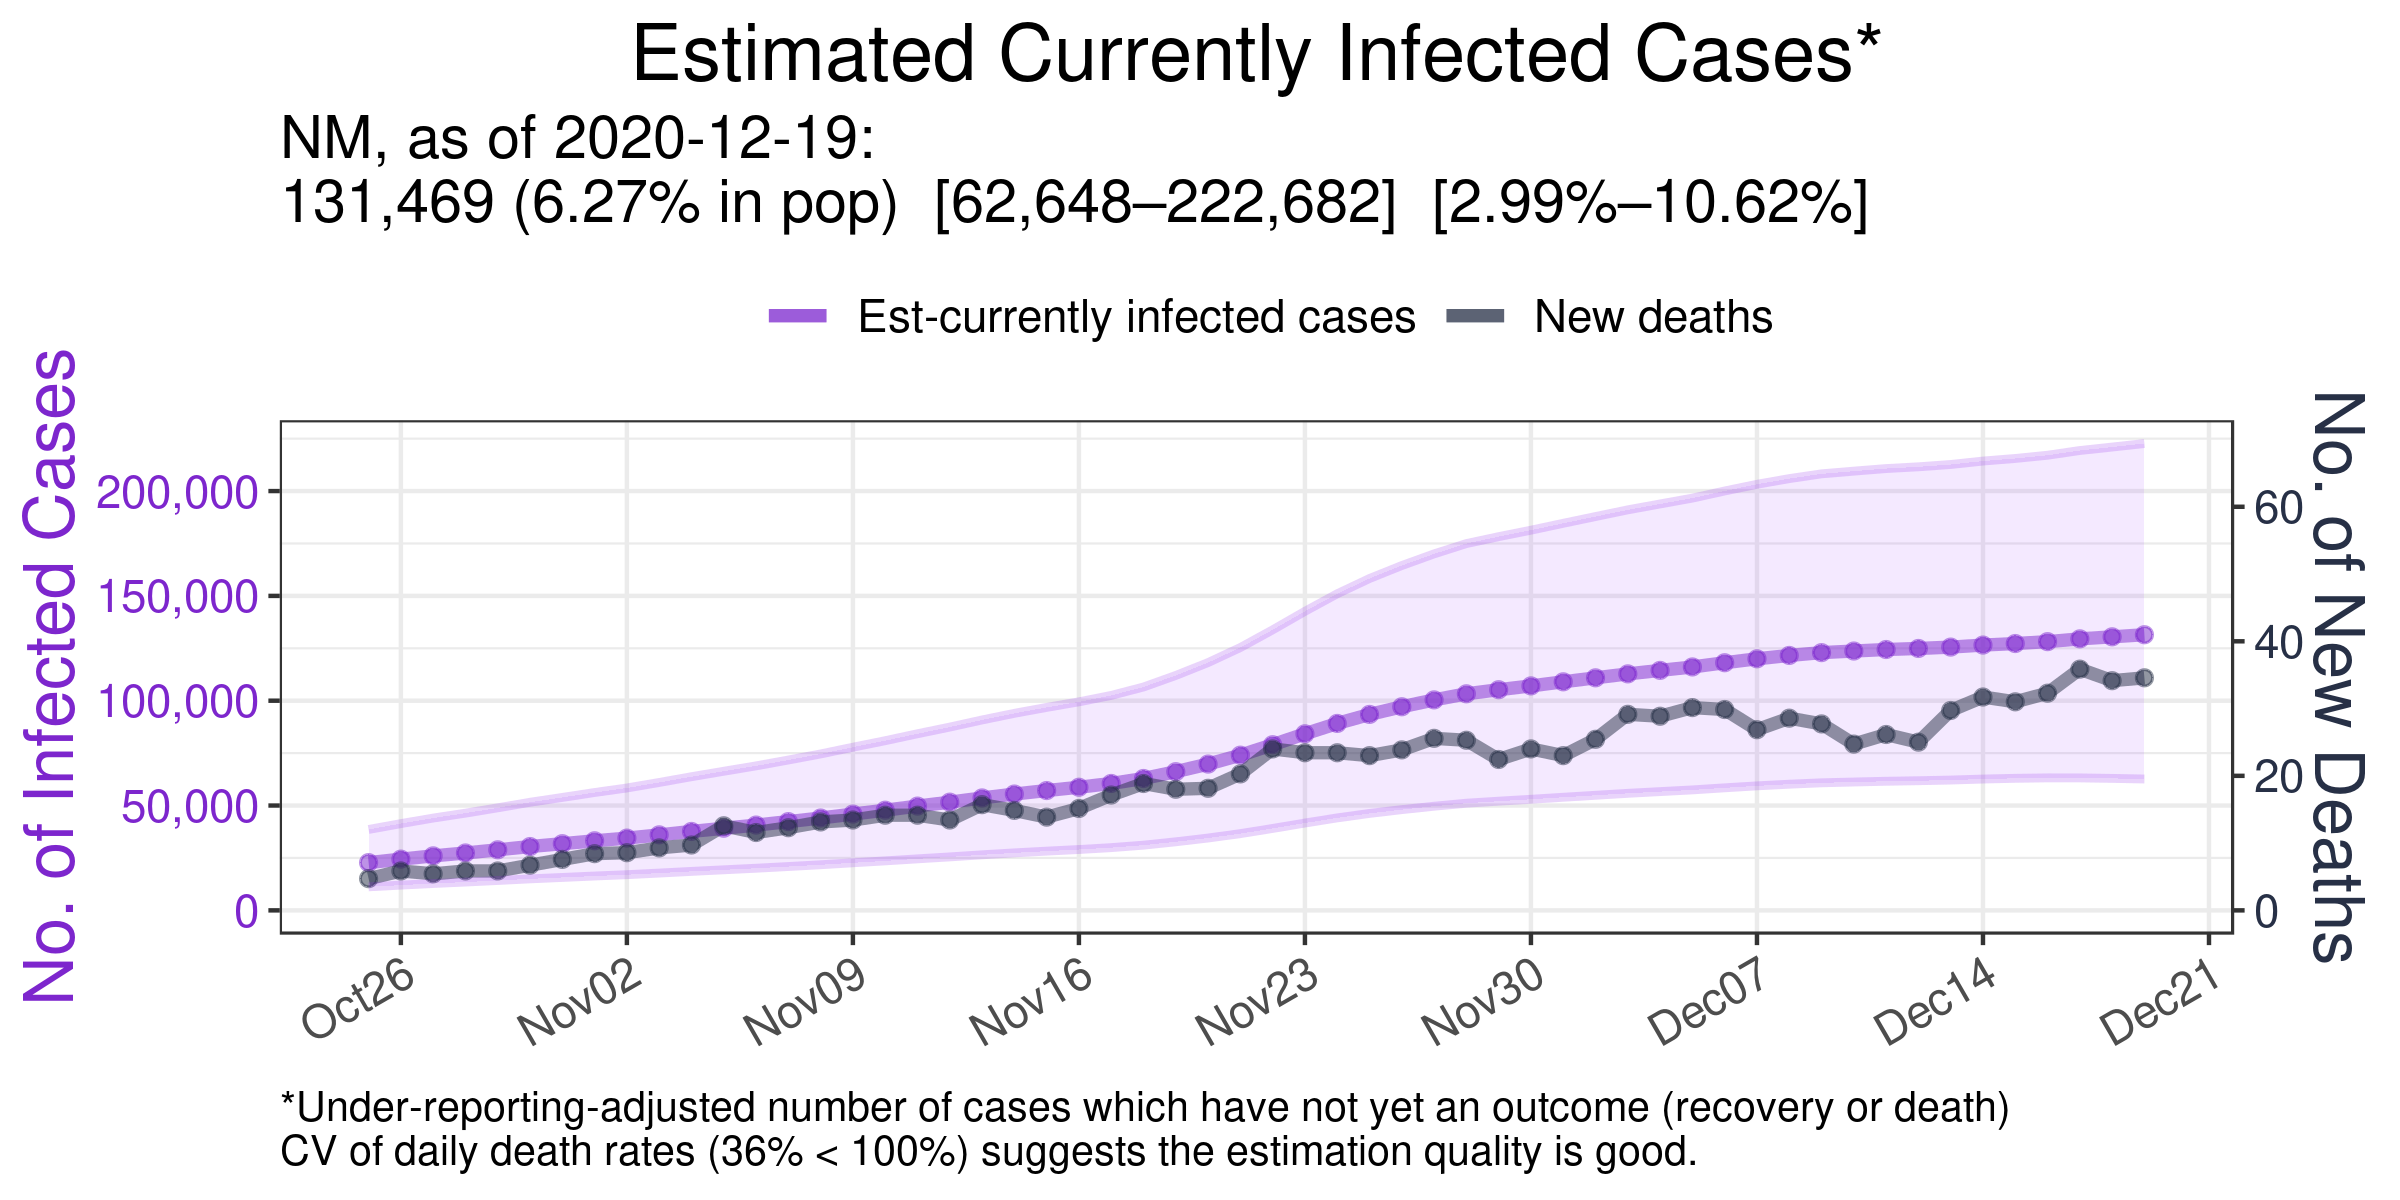 Estimated Currently Infected Cases*
NM, as of 2020-12-19:
131,469 (6.27% in pop) [62,648–222,682] [2.99%–10.62%]
Est-currently infected cases New deaths
No. of Infected Cases
200,000
150,000
100,000
50,000
0
60
40
20
0
No. of New Deaths
Oct26 Nov02 Nov09 Nov16 Nov23 Nov30 Dec07 Dec14 Dec21
*Under-reporting-adjusted number of cases which have not yet an outcome (recovery or death)
CV of daily death rates (36% < 100%) suggests the estimation quality is good.